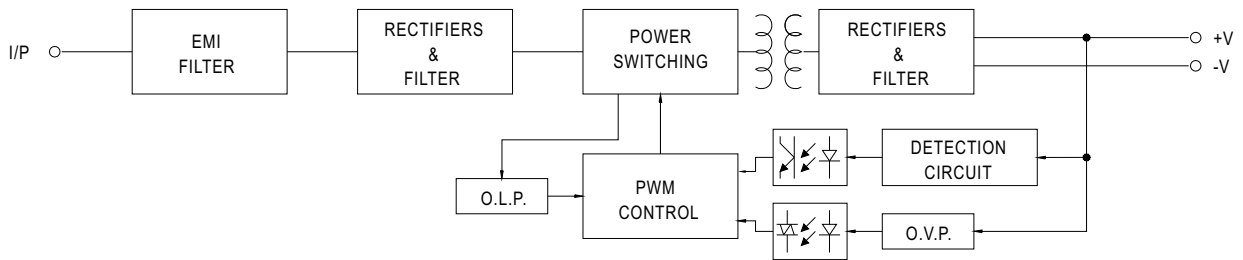 I/P
EMI
FILTER
RECTIFIERS
&
FILTER
POWER
SWITCHING
RECTIFIERS
&
FILTER
+V
-V
O.L.P.
PWM
CONTROL
DETECTION
CIRCUIT
O.V.P.